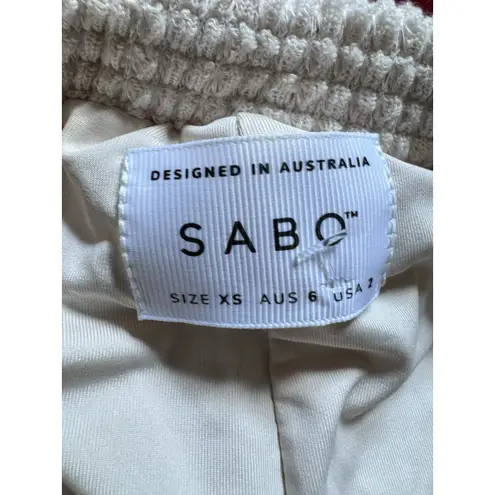 DESIGNED IN AUSTRALIA
SABO™
SIZE XS AUS 6 USA 2